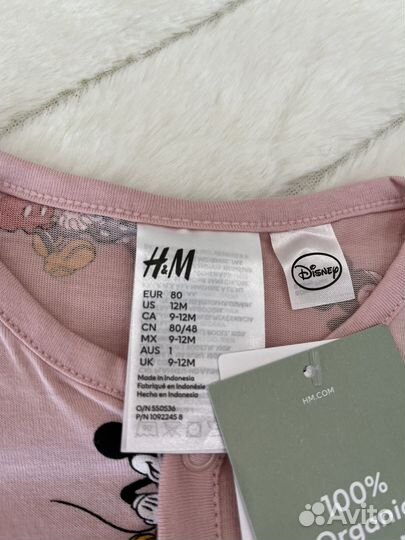 H&M
EUR 80
US 12M
CA 9-12M
CN 80/48
MX 9-12M
AUS 1
UK 9-12M
Made in Indonesia
Fabriqué en Indonésie
Hecho en Indonesia
O/N 550536
P/N 1092245 8
Disney
HM.COM
100%
Organic
Avito